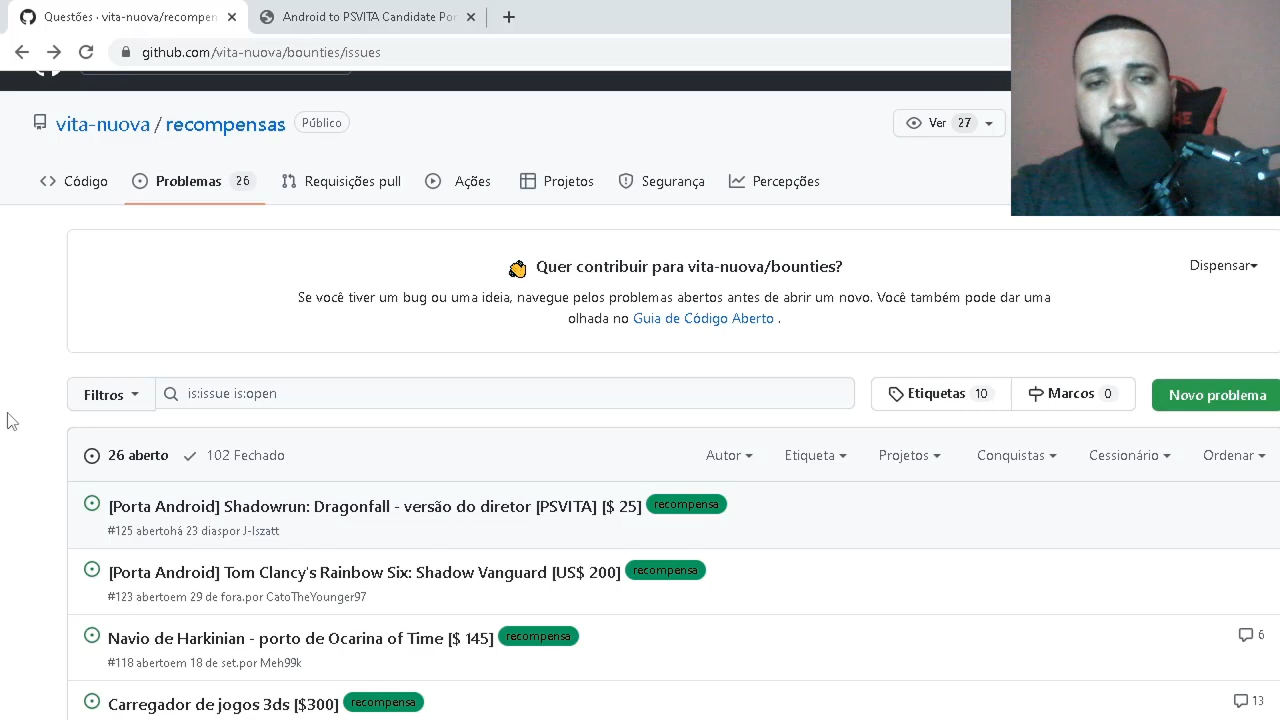 Questões · vita-nuova/recompen
Android to PSVITA Candidate Por
github.com/vita-nuova/bounties/issues
vita-nuova / recompensas Público
Ver 27
Código Problemas 26 Requisições pull Ações Projetos Segurança Percepções
Quer contribuir para vita-nuova/bounties?
Dispensar
Se você tiver um bug ou uma ideia, navegue pelos problemas abertos antes de abrir um novo. Você também pode dar uma
olhada no Guia de Código Aberto .
Filtros is:issue is:open Etiquetas 10 Marcos 0 Novo problema
26 aberto 102 Fechado Autor Etiqueta Projetos Conquistas Cessionário Ordenar
[Porta Android] Shadowrun: Dragonfall - versão do diretor [PSVITA] [$ 25] recompensa
#125 abertohá 23 diaspor J-Iszatt
[Porta Android] Tom Clancy's Rainbow Six: Shadow Vanguard [US$ 200] recompensa
#123 abertoem 29 de fora.por CatoTheYounger97
Navio de Harkinian - porto de Ocarina of Time [$ 145] recompensa
6
#118 abertoem 18 de set.por Meh99k
Carregador de jogos 3ds [$300] recompensa
13